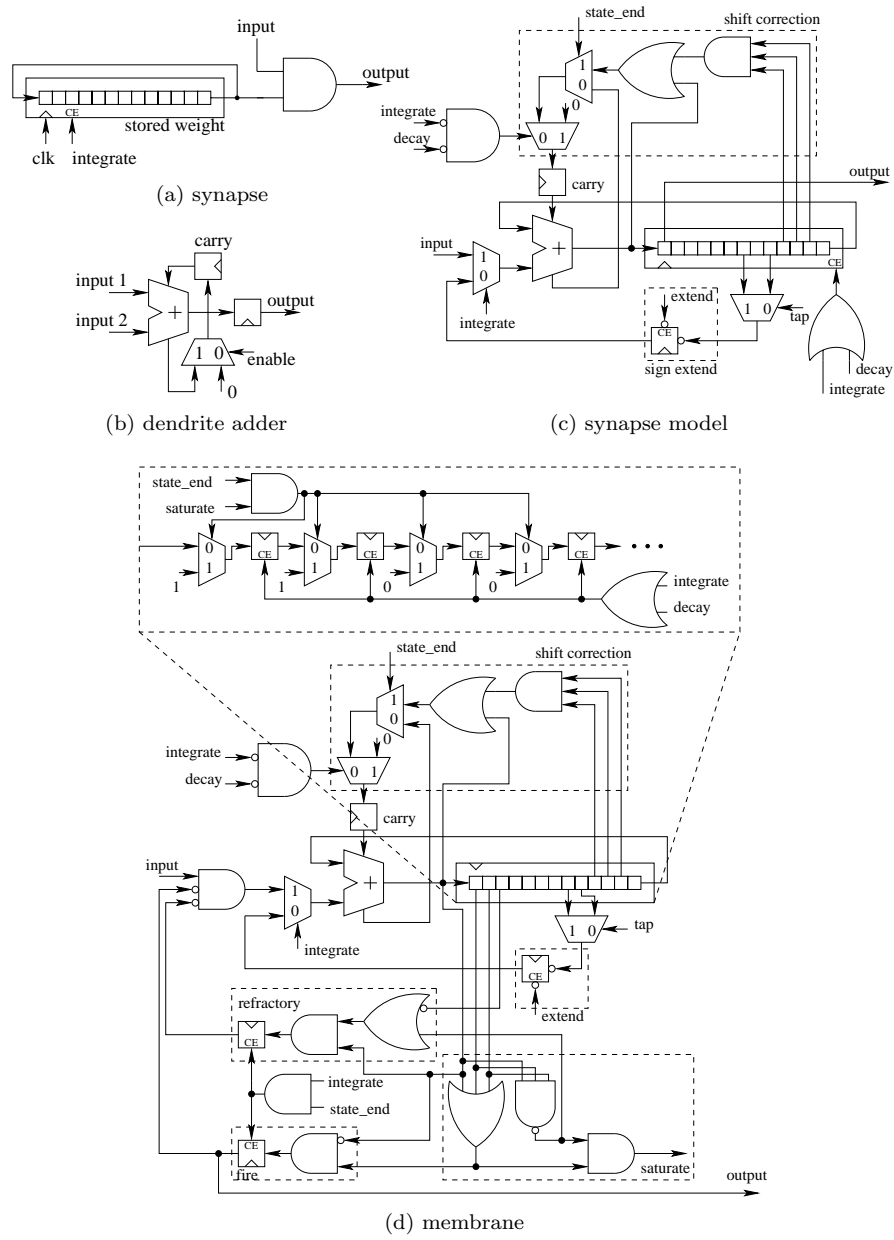 input
output
stored weight
CE
clk
integrate
(a) synapse
carry
input 1
+
output
input 2
1 0
enable
0
(b) dendrite adder
state_end
shift correction
1
0
integrate
0
decay
0 1
carry
output
input
1
0
+
CE
integrate
extend
1 0
tap
CE
sign extend
decay
integrate
(c) synapse model
state_end
saturate
0
1
CE
0
1
CE
0
1
CE
0
1
CE
1
1
0
0
integrate
decay
state_end
shift correction
1
0
0
integrate
decay
0 1
carry
input
1
0
+
integrate
1 0
tap
CE
extend
refractory
CE
integrate
state_end
CE
fire
saturate
output
(d) membrane